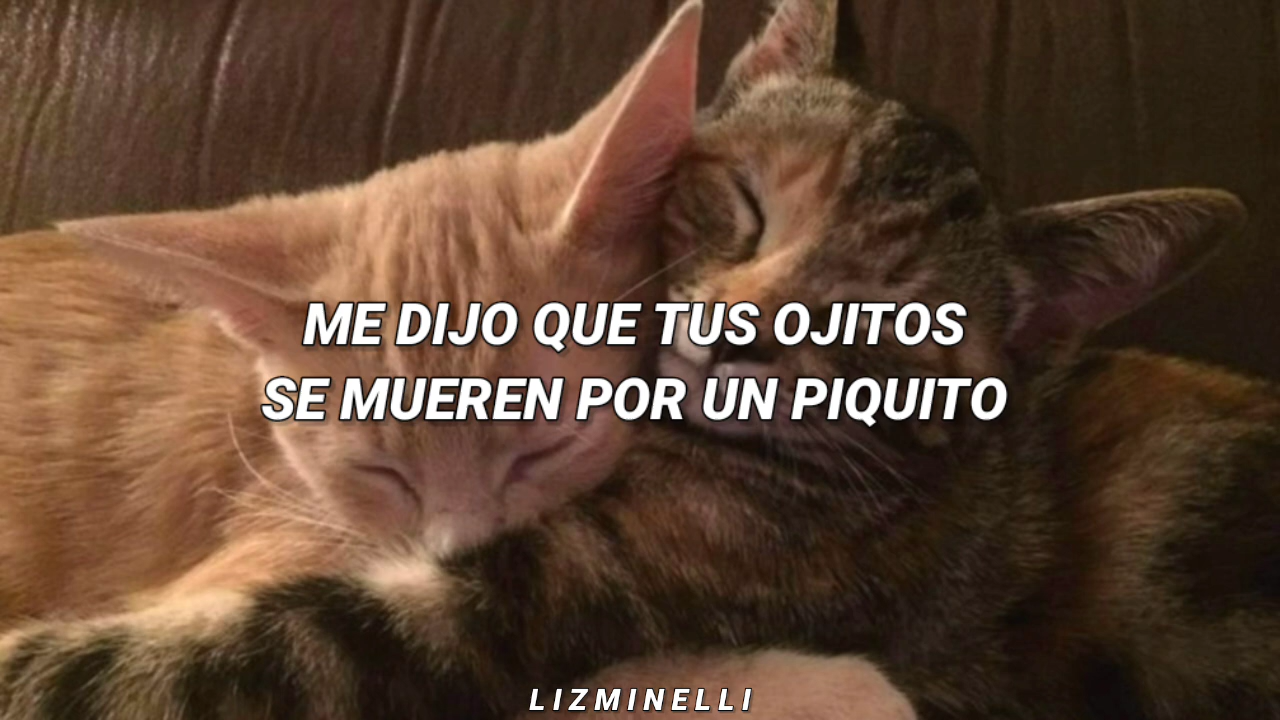 ME DIJO QUE TUS OJITOS
SE MUEREN POR UN PIQUITO
LIZMINELLI